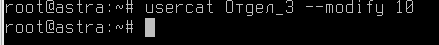 root@astra:~# usercat Отдел_3 --modify 10
root@astra:~#